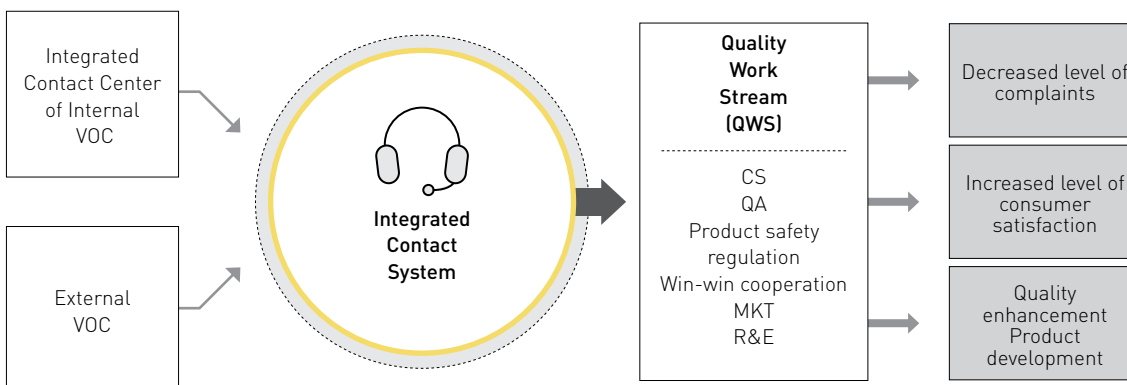 Integrated
Contact Center
of Internal
VOC
External
VOC
Integrated
Contact
System
Quality
Work
Stream
(QWS)
CS
QA
Product safety
regulation
Win-win cooperation
MKT
R&E
Decreased level of
complaints
Increased level of
consumer
satisfaction
Quality
enhancement
Product
development